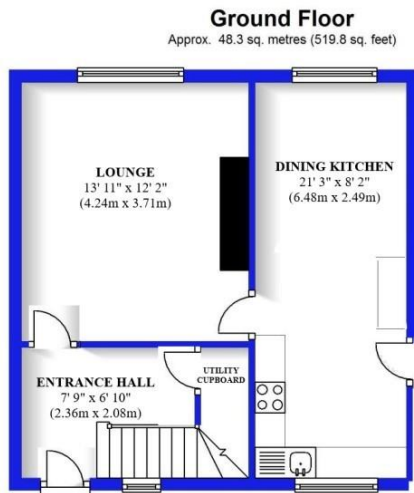 Ground Floor
Approx. 48.3 sq. metres (519.8 sq. feet)
LOUNGE
13' 11" x 12' 2"
(4.24m x 3.71m)
DINING KITCHEN
21' 3" x 8' 2"
(6.48m x 2.49m)
UTILITY
CUPBOARD
ENTRANCE HALL
7' 9" x 6' 10"
(2.36m x 2.08m)